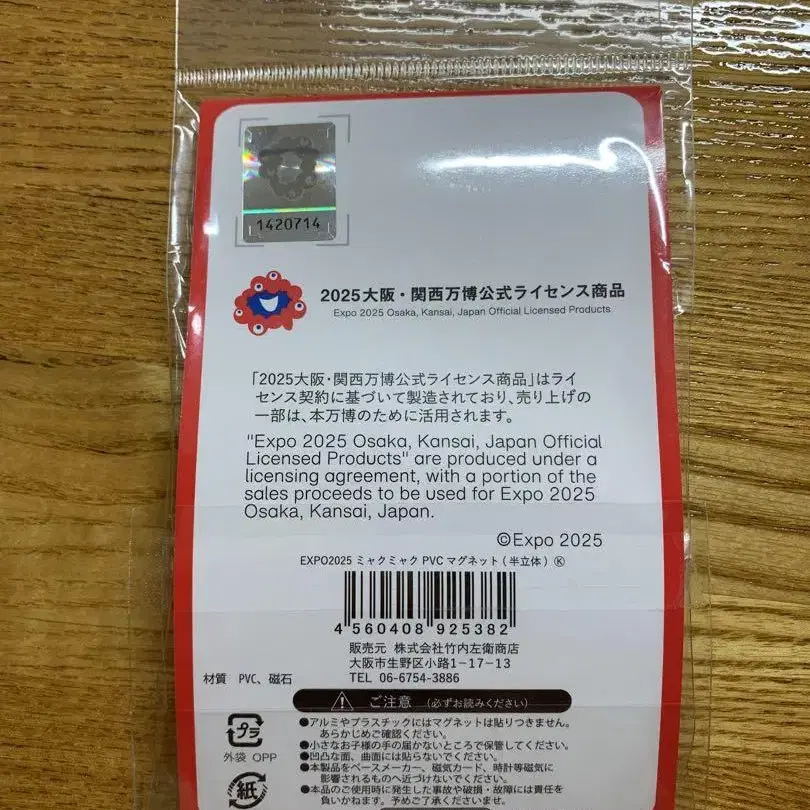 1420714
2025大阪・関西万博公式ライセンス商品
Expo 2025 Osaka, Kansai, Japan Official Licensed Products
「2025大阪・関西万博公式ライセンス商品」はライ
センス契約に基づいて製造されており、売り上げの
一部は、本万博のために活用されます。
"Expo 2025 Osaka, Kansai, Japan Official
Licensed Products" are produced under a
licensing agreement, with a portion of the
sales proceeds to be used for Expo 2025
Osaka, Kansai, Japan.
©Expo 2025
EXPO2025 ミャクミャク PVC マグネット(半立体) Ⓚ
4 560408 925382
販売元 株式会社竹内左衛商店
大阪市生野区小路1-17-13
TEL 06-6754-3886
材質 PVC、磁石
ご注意 (必ずお読みください)
●アルミやプラスチックにはマグネットは貼りつきません。
あらかじめご確認ください。
●小さなお子様の手の届かないところで保管してください。
●凹凸な面、曲面には貼らないでください。
●本製品をペースメーカー、磁気カード、時計等磁気に
影響されるものへ近づけないでください。
●本品のご使用時に発生した事故や破損・故障には責任を
負いかねます。予めご了承ください。
プラ
外袋 OPP
紙